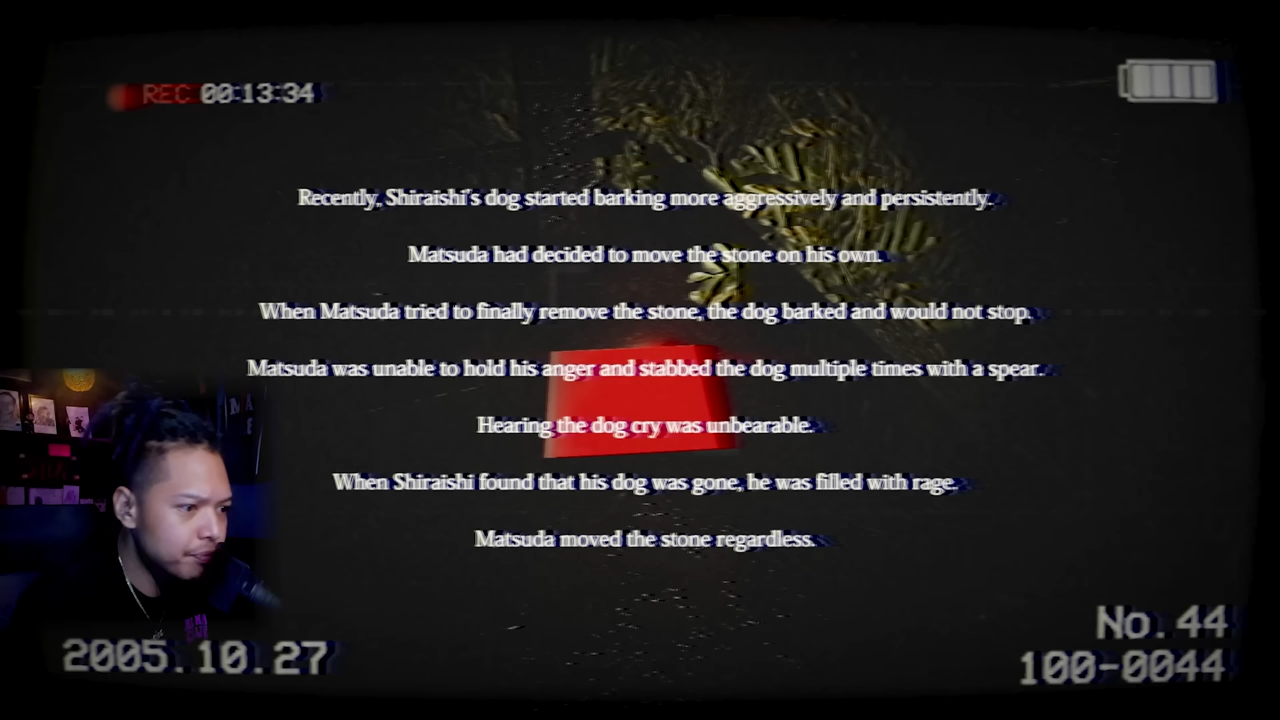 REC 00:13:34
Recently, Shiraishi's dog started barking more aggressively and persistently.
Matsuda had decided to move the stone on his own.
When Matsuda tried to finally remove the stone, the dog barked and would not stop.
Matsuda was unable to hold his anger and stabbed the dog multiple times with a spear.
Hearing the dog cry was unbearable.
When Shiraishi found that his dog was gone, he was filled with rage.
Matsuda moved the stone regardless.
2005.10.27
No.44
100-0044